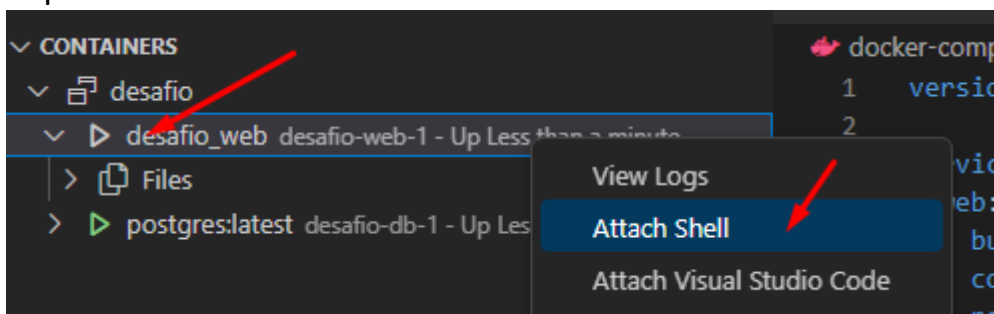 CONTAINERS
desafio
desafio_web desafio-web-1 - Up Less than a minute
Files
postgres:latest desafio-db-1 - Up Les
View Logs
Attach Shell
Attach Visual Studio Code
docker-comp
1 versio
2
vic
eb:
bu
co